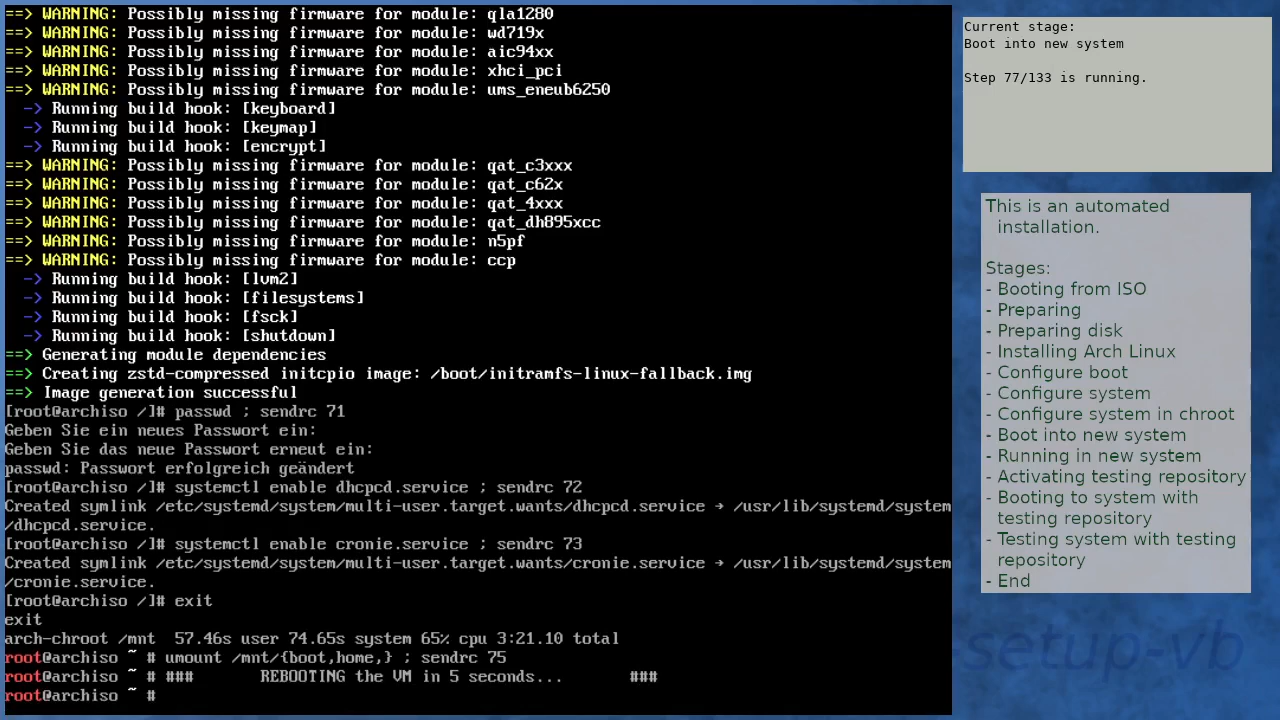 ==> WARNING: Possibly missing firmware for module: qla1280
==> WARNING: Possibly missing firmware for module: wd719x
==> WARNING: Possibly missing firmware for module: aic94xx
==> WARNING: Possibly missing firmware for module: xhci_pci
==> WARNING: Possibly missing firmware for module: ums_eneub6250
  -> Running build hook: [keyboard]
  -> Running build hook: [keymap]
  -> Running build hook: [encrypt]
==> WARNING: Possibly missing firmware for module: qat_c3xxx
==> WARNING: Possibly missing firmware for module: qat_c62x
==> WARNING: Possibly missing firmware for module: qat_4xxx
==> WARNING: Possibly missing firmware for module: qat_dh895xcc
==> WARNING: Possibly missing firmware for module: n5pf
==> WARNING: Possibly missing firmware for module: ccp
  -> Running build hook: [lvm2]
  -> Running build hook: [filesystems]
  -> Running build hook: [fsck]
  -> Running build hook: [shutdown]
==> Generating module dependencies
==> Creating zstd-compressed initcpio image: /boot/initramfs-linux-fallback.img
==> Image generation successful
[root@archiso /]# passwd ; sendrc 71
Geben Sie ein neues Passwort ein:
Geben Sie das neue Passwort erneut ein:
passwd: Passwort erfolgreich geändert
[root@archiso /]# systemctl enable dhcpcd.service ; sendrc 72
Created symlink /etc/systemd/system/multi-user.target.wants/dhcpcd.service → /usr/lib/systemd/system
/dhcpcd.service.
[root@archiso /]# systemctl enable cronie.service ; sendrc 73
Created symlink /etc/systemd/system/multi-user.target.wants/cronie.service → /usr/lib/systemd/system
/cronie.service.
[root@archiso /]# exit
exit
arch-chroot /mnt  57.46s user 74.65s system 65% cpu 3:21.10 total
root@archiso ~ # umount /mnt/{boot,home,} ; sendrc 75
root@archiso ~ # ###       REBOOTING the VM in 5 seconds...       ###
root@archiso ~ #
Current stage:
Boot into new system
Step 77/133 is running.
This is an automated
installation.
Stages:
- Booting from ISO
- Preparing
- Preparing disk
- Installing Arch Linux
- Configure boot
- Configure system
- Configure system in chroot
- Boot into new system
- Running in new system
- Activating testing repository
- Booting to system with
testing repository
- Testing system with testing
repository
- End
setup-vb